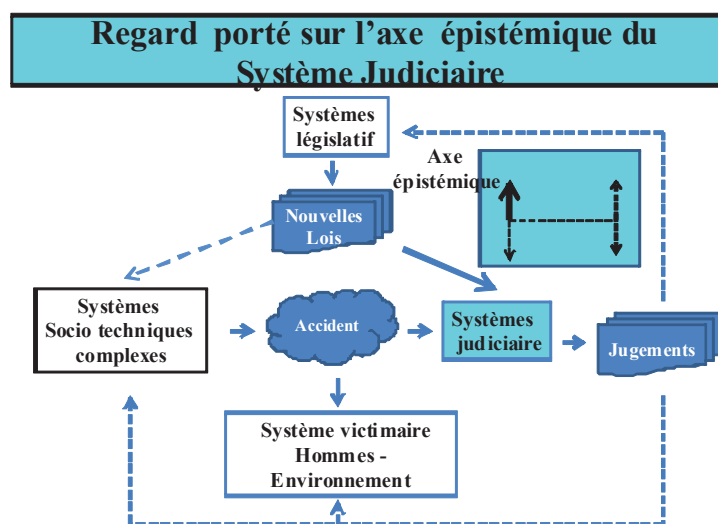 Regard porté sur l'axe épistémique du
Système Judiciaire
Systèmes
législatif
Axe
épistémique
Nouvelles
Lois
Systèmes
Socio techniques
complexes
Accident
Systèmes
judiciaire
Jugements
Système victimaire
Hommes -
Environnement